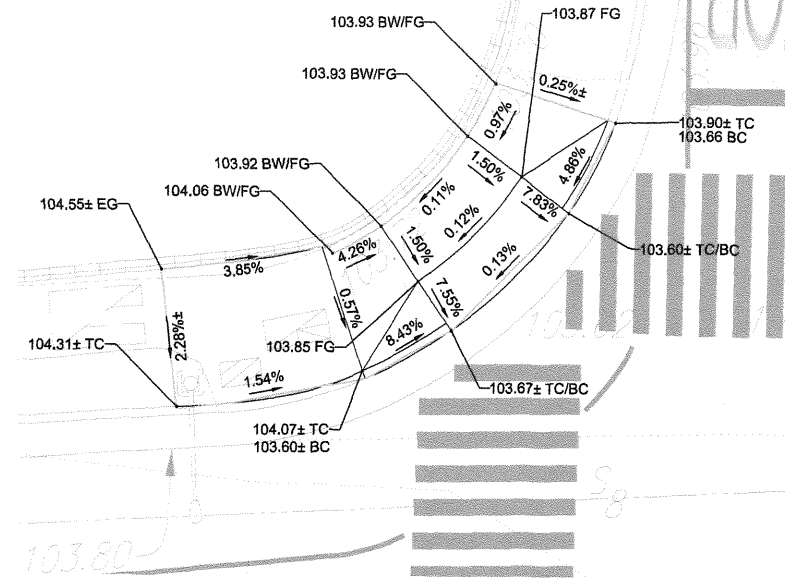 103.93 BW/FG
103.87 FG
103.93 BW/FG
0.25%±
0.97%
103.90± TC
103.66 BC
103.92 BW/FG
1.50%
4.86%
104.06 BW/FG
0.11%
7.83%
104.55± EG
4.26%
0.12%
103.60± TC/BC
3.85%
1.50%
0.13%
0.57%
7.55%
2.28%±
103.85 FG
8.43%
104.31± TC
1.54%
103.67± TC/BC
104.07± TC
103.60± BC
103.80